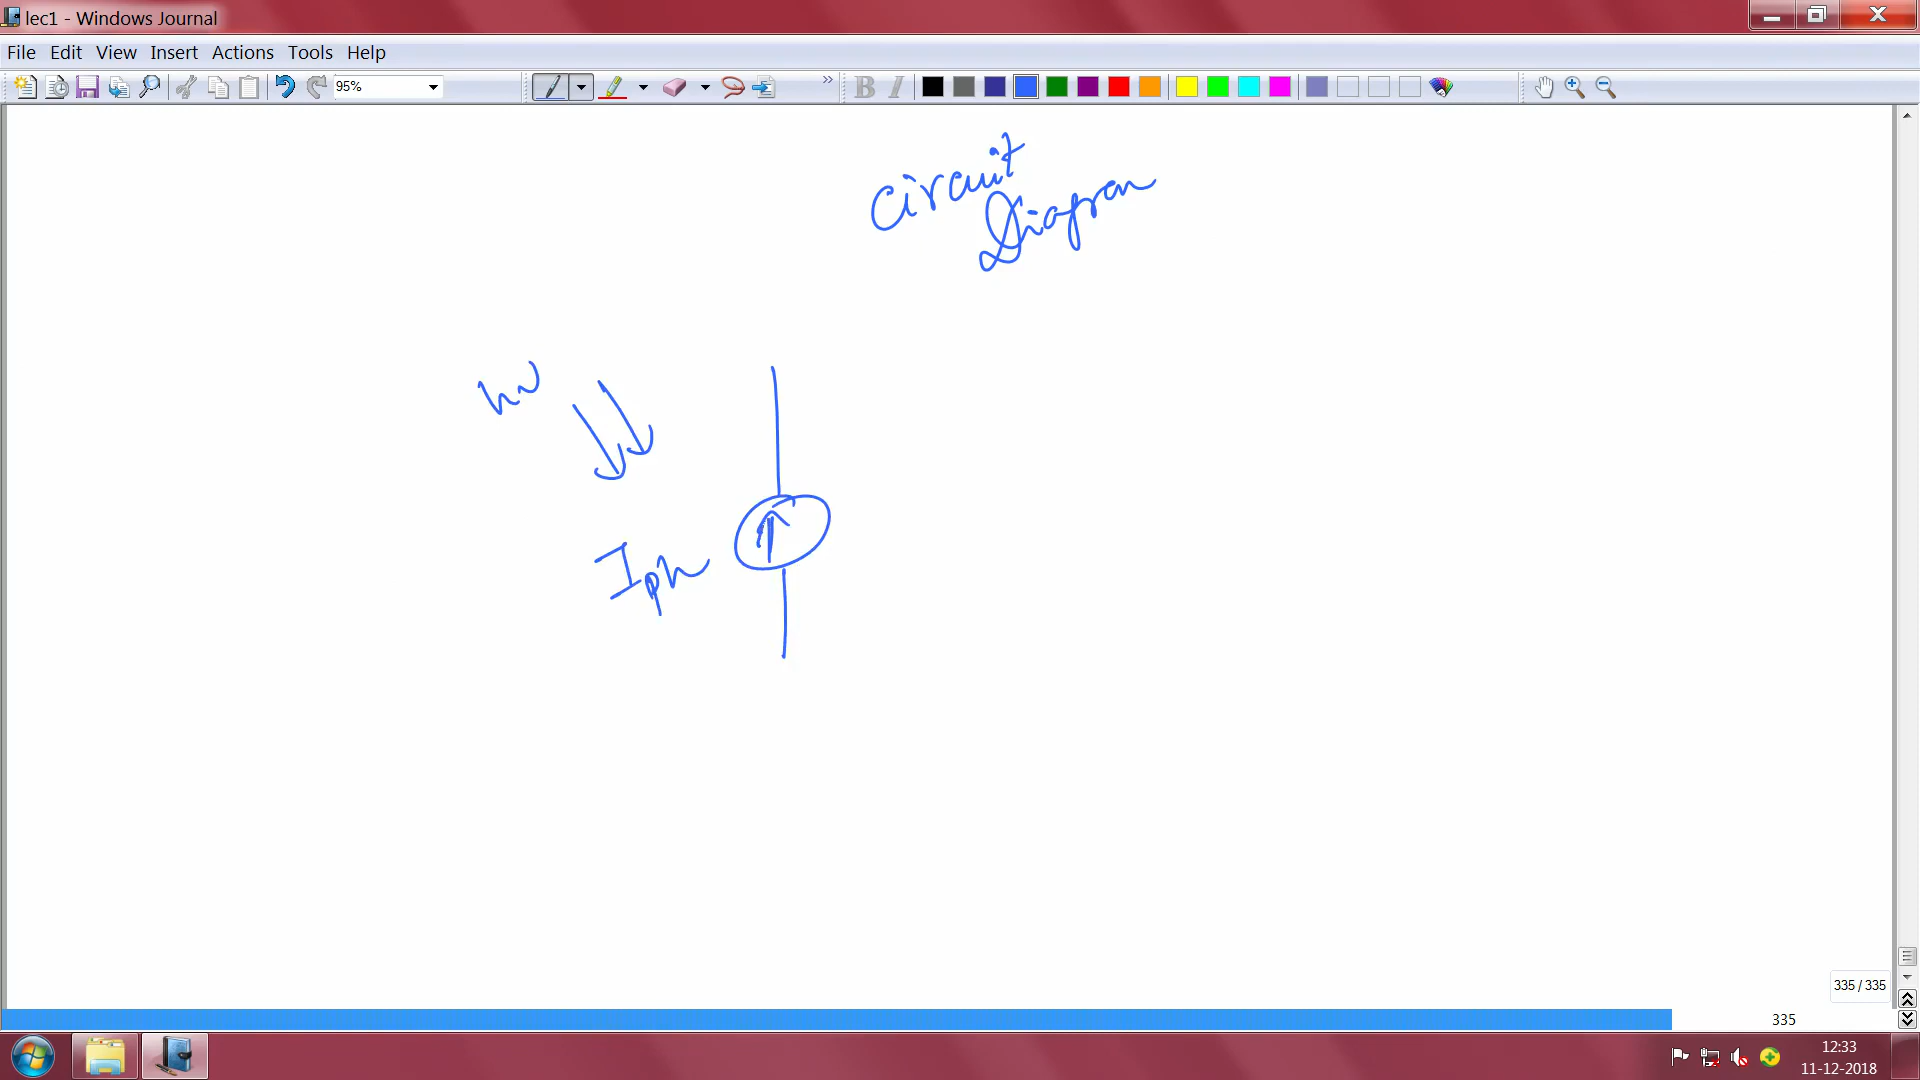 lec1 - Windows Journal
File Edit View Insert Actions Tools Help
95%
B I
Circuit
Diagram
hν
Iph
335 / 335
335
12:33
11-12-2018